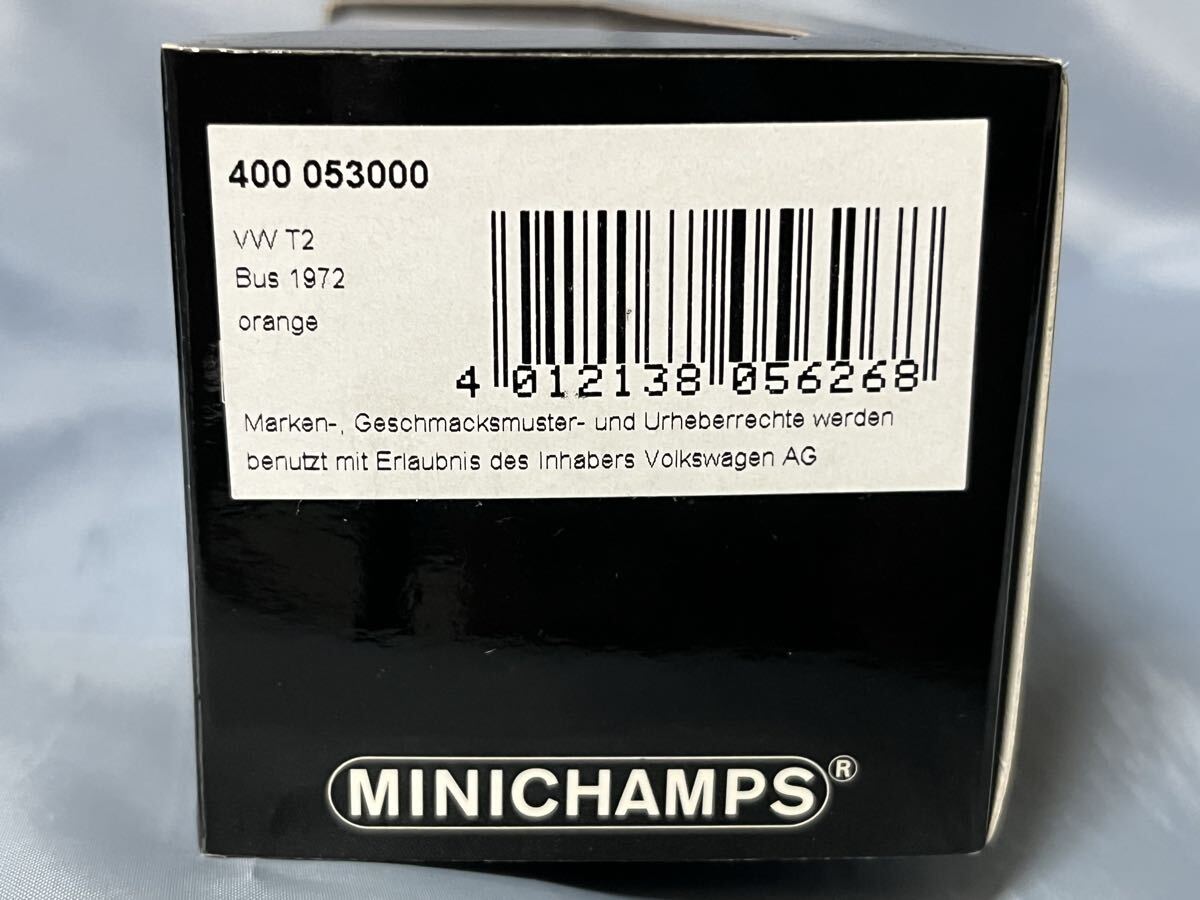 400 053000
VW T2
Bus 1972
orange
4 012138 056268
Marken-, Geschmacksmuster- und Urheberrechte werden
benutzt mit Erlaubnis des Inhabers Volkswagen AG
MINICHAMPS®